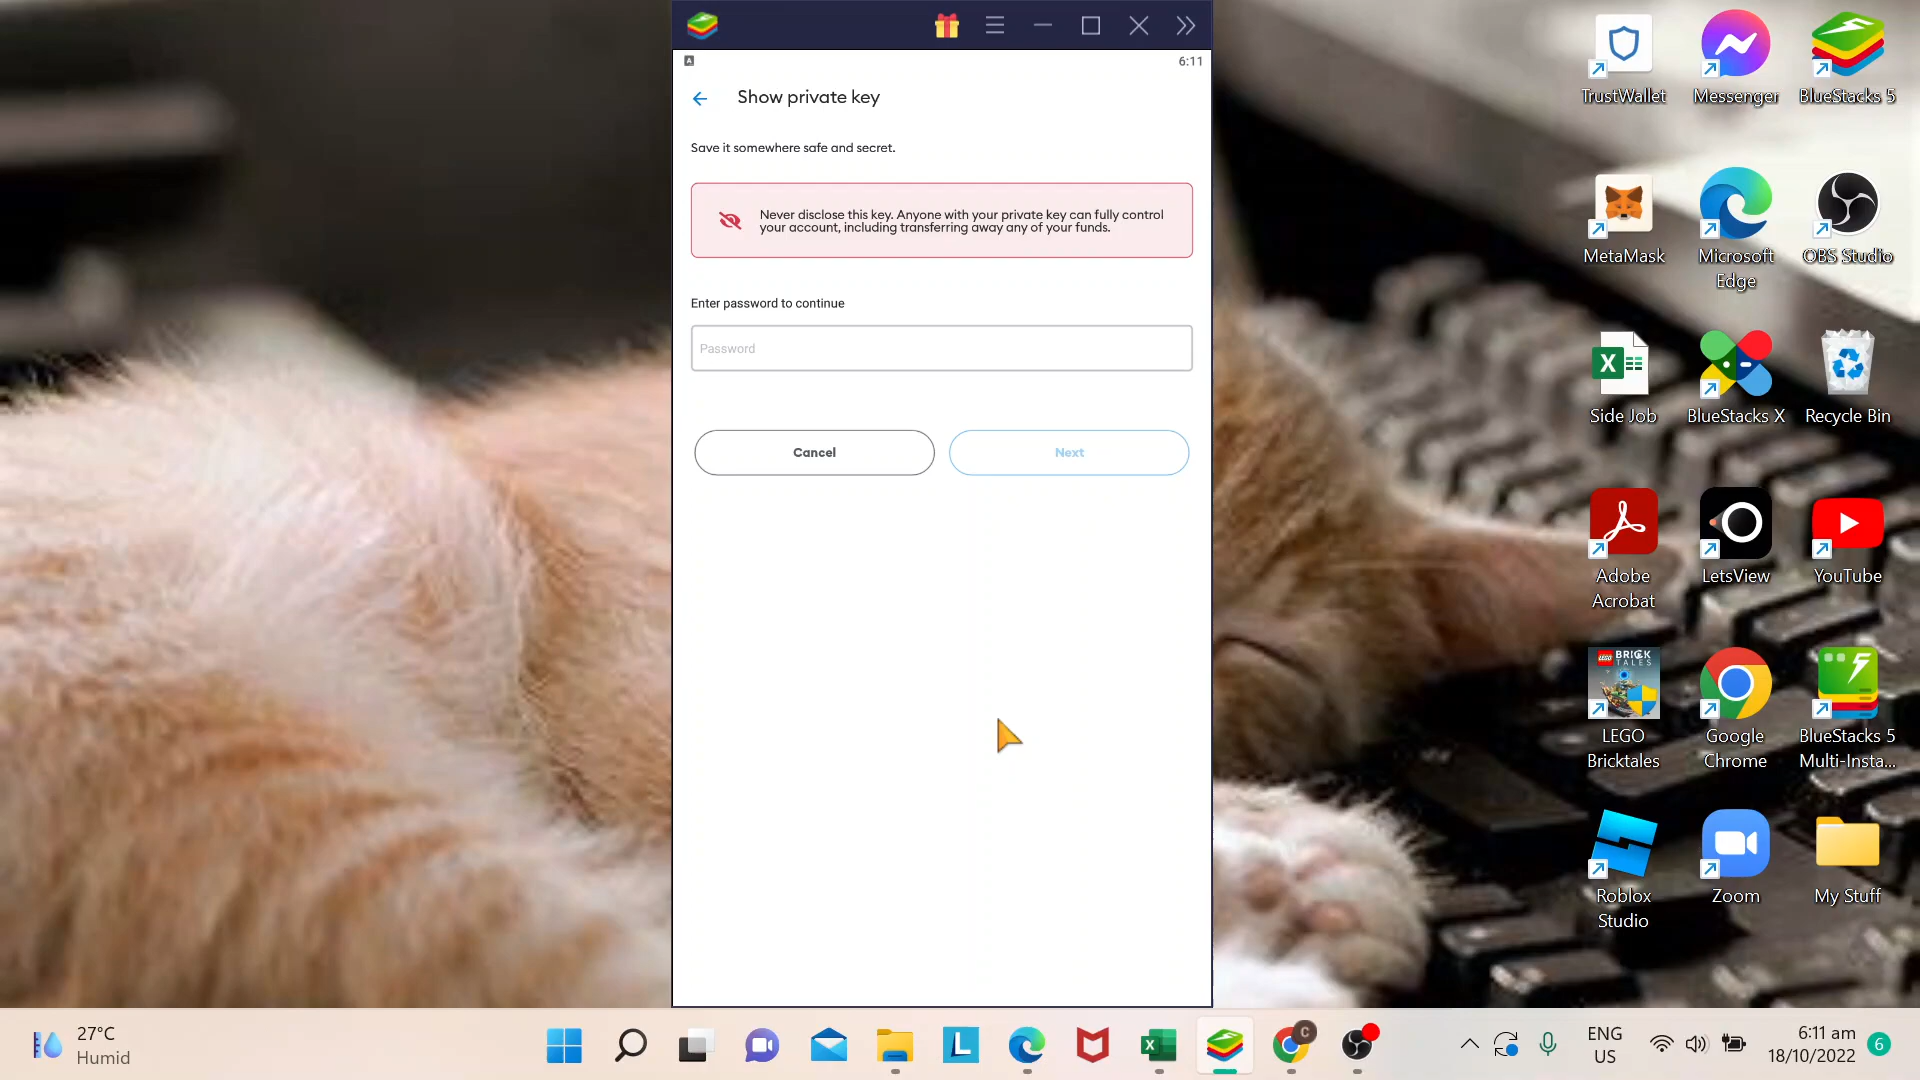 6:11
Show private key
Save it somewhere safe and secret.
Never disclose this key. Anyone with your private key can fully control
your account, including transferring away any of your funds.
Enter password to continue
Password
Cancel
Next
TrustWallet
Messenger
BlueStacks 5
MetaMask
Microsoft
Edge
OBS Studio
Side Job
BlueStacks X
Recycle Bin
Adobe
Acrobat
LetsView
YouTube
BRICK
TALES
LEGO
Bricktales
Google
Chrome
BlueStacks 5
Multi-Insta...
Roblox
Studio
Zoom
My Stuff
27°C
Humid
C
ENG
US
6:11 am
18/10/2022
6